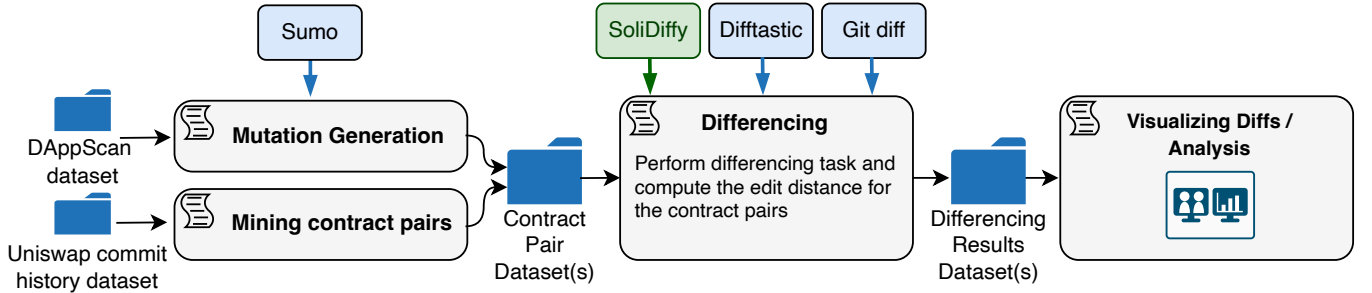 Sumo
SoliDiffy
Difftastic
Git diff
DAppScan
dataset
Mutation Generation
Uniswap commit
history dataset
Mining contract pairs
Contract
Pair
Dataset(s)
Differencing
Perform differencing task and
compute the edit distance for
the contract pairs
Differencing
Results
Dataset(s)
Visualizing Diffs /
Analysis